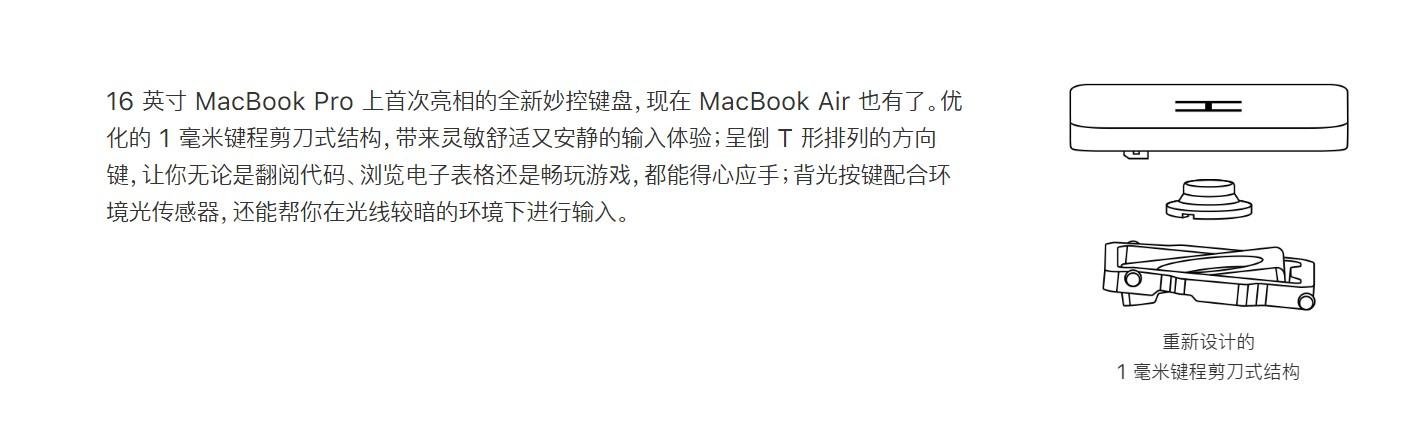 16 英寸 MacBook Pro 上首次亮相的全新妙控键盘，现在 MacBook Air 也有了。优
化的 1 毫米键程剪刀式结构，带来灵敏舒适又安静的输入体验；呈倒 T 形排列的方向
键，让你无论是翻阅代码、浏览电子表格还是畅玩游戏，都能得心应手；背光按键配合环
境光传感器，还能帮你在光线较暗的环境下进行输入。
重新设计的
1 毫米键程剪刀式结构